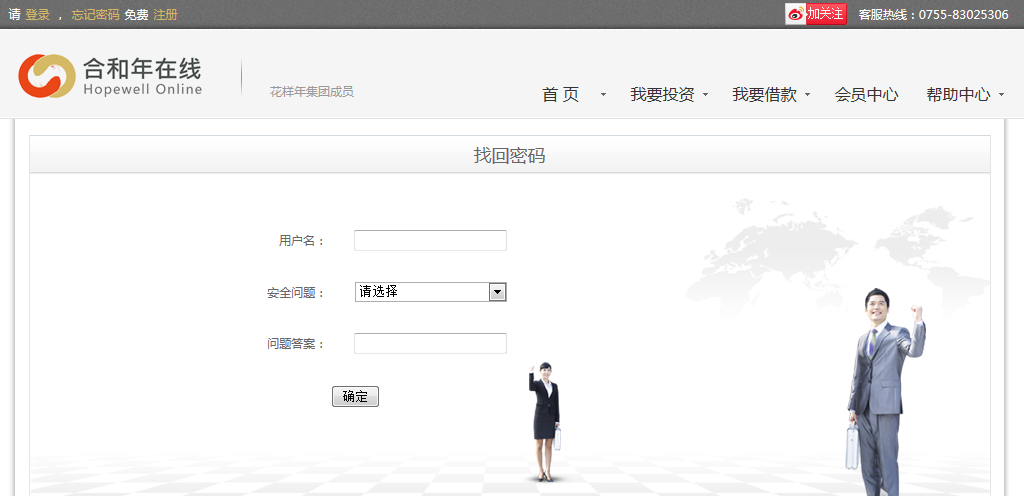 请 登录 ， 忘记密码 免费 注册 加关注 客服热线：0755-83025306
合和年在线
Hopewell Online
花样年集团成员
首 页 我要投资 我要借款 会员中心 帮助中心
找回密码
用户名：
安全问题： 请选择
问题答案：
确定